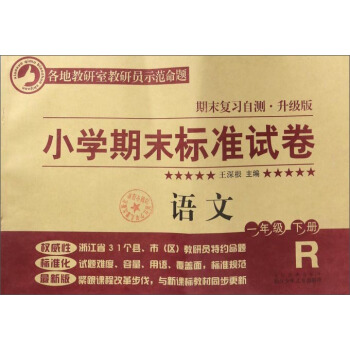 各地教研室教研员示范命题
期末复习自测·升级版
小学期末标准试卷
★★★★★王深根 主编★★★★★
语文
一年级 下册
权威性 浙江省31个县、市(区)教研员特约命题
标准化 试题难度、容量、用语、覆盖面,标准规范
最新版 紧跟课程改革步伐,与新课标教材同步更新
R